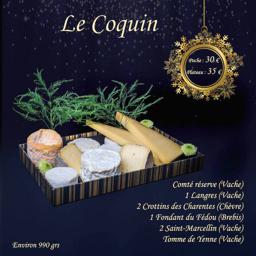 Le Coquin
Poche : 30 €
Plateau : 35 €
Comté réserve (Vache)
1 Langres (Vache)
2 Crottins des Charentes (Chèvre)
1 Fondant du Fédou (Brebis)
2 Saint-Marcellin (Vache)
Tomme de Yenne (Vache)
Environ 990 grs